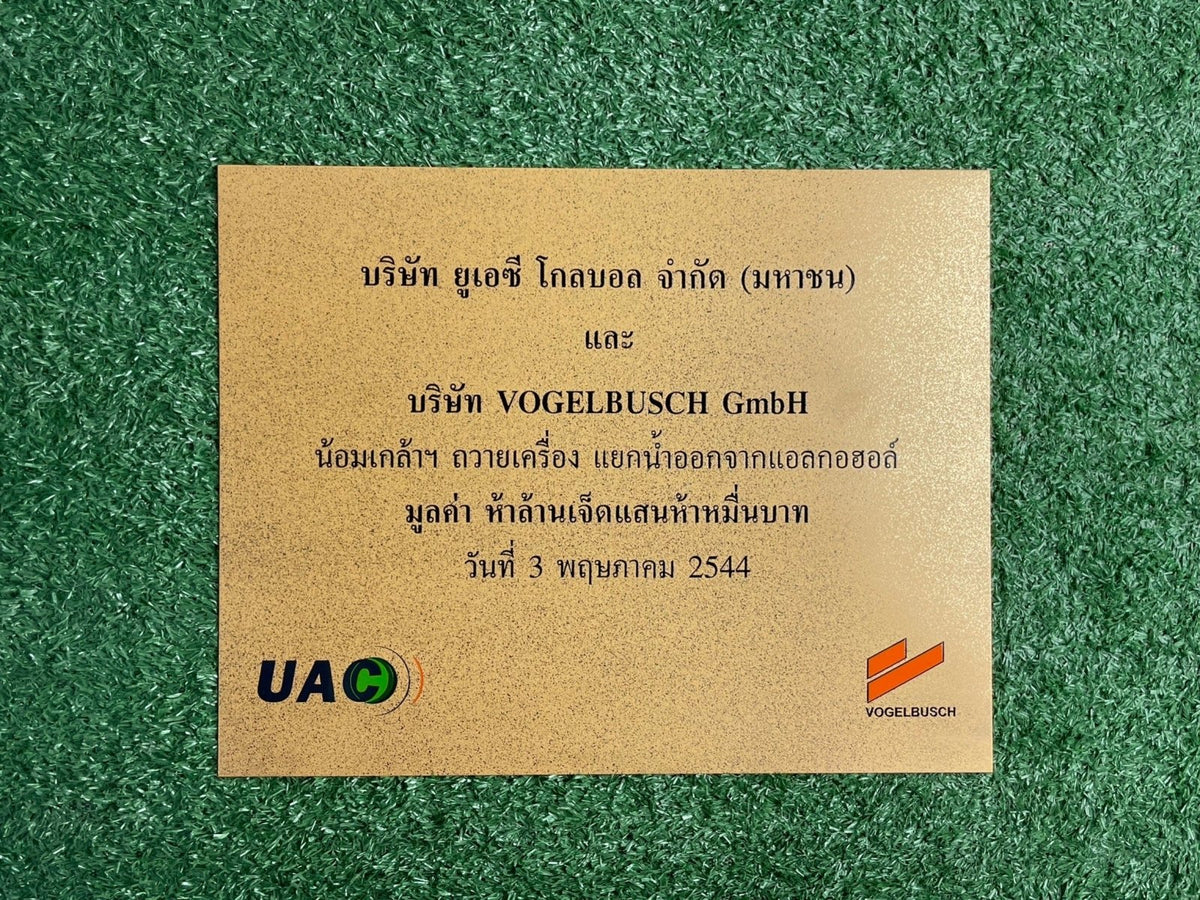 บริษัท ยูเอซี โกลบอล จำกัด (มหาชน)
และ
บริษัท VOGELBUSCH GmbH
น้อมเกล้าฯ ถวายเครื่อง แยกน้ำออกจากแอลกอฮอล์
มูลค่า ห้าล้านเจ็ดแสนห้าหมื่นบาท
วันที่ 3 พฤษภาคม 2544
UAC
VOGELBUSCH